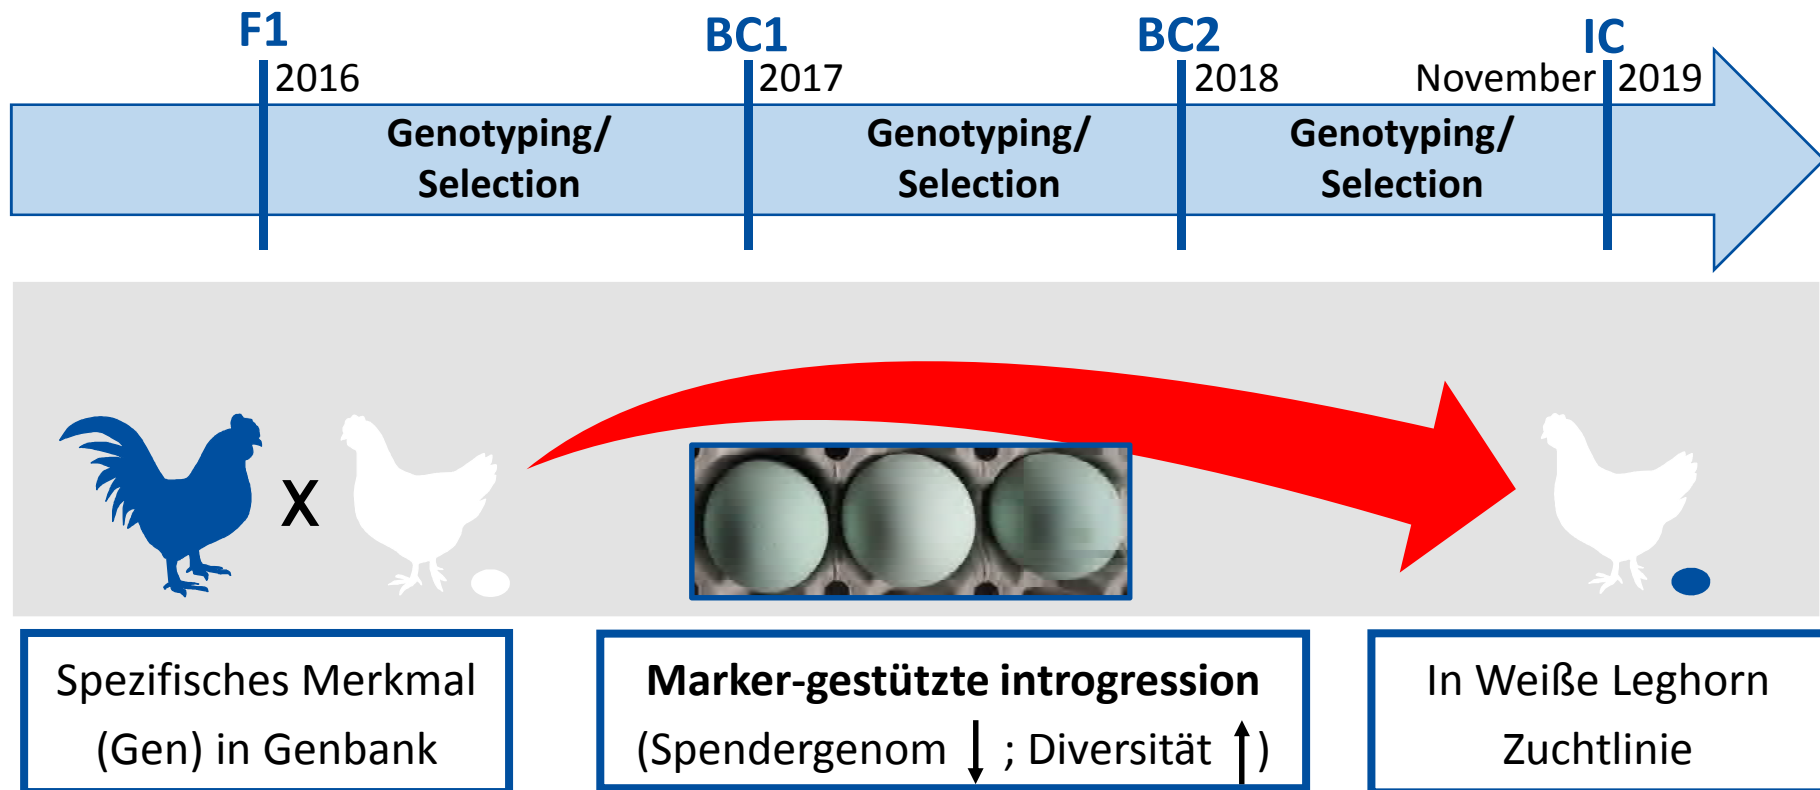 F1
BC1
BC2
IC
2016
2017
2018
November 2019
Genotyping/
Selection
Genotyping/
Selection
Genotyping/
Selection
X
Spezifisches Merkmal
(Gen) in Genbank
Marker-gestützte introgression
(Spendergenom ↓ ; Diversität ↑)
In Weiße Leghorn
Zuchtlinie